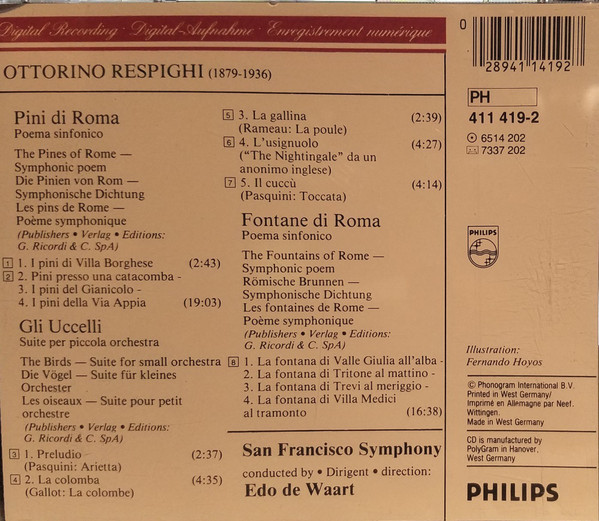 Digital Recording · Digital-Aufnahme · Enregistrement numérique
OTTORINO RESPIGHI (1879-1936)
Pini di Roma
Poema sinfonico
The Pines of Rome —
Symphonic poem
Die Pinien von Rom —
Symphonische Dichtung
Les pins de Rome —
Poème symphonique
(Publishers • Verlag • Editions:
G. Ricordi & C. SpA)
1 1. I pini di Villa Borghese (2:43)
2 2. Pini presso una catacomba -
3. I pini del Gianicolo -
4. I pini della Via Appia (19:03)
Gli Uccelli
Suite per piccola orchestra
The Birds — Suite for small orchestra
Die Vögel — Suite für kleines
Orchester
Les oiseaux — Suite pour petit
orchestre
(Publishers • Verlag • Editions:
G. Ricordi & C. SpA)
3 1. Preludio (2:37)
(Pasquini: Arietta)
4 2. La colomba (4:35)
(Gallot: La colombe)
5 3. La gallina (2:39)
(Rameau: La poule)
6 4. L'usignuolo (4:27)
("The Nightingale" da un
anonimo inglese)
7 5. Il cuccù (4:14)
(Pasquini: Toccata)
Fontane di Roma
Poema sinfonico
The Fountains of Rome —
Symphonic poem
Römische Brunnen —
Symphonische Dichtung
Les fontaines de Rome —
Poème symphonique
(Publishers • Verlag • Editions:
G. Ricordi & C. SpA)
8 1. La fontana di Valle Giulia all'alba -
2. La fontana di Tritone al mattino -
3. La fontana di Trevi al meriggio -
4. La fontana di Villa Medici
al tramonto (16:38)
San Francisco Symphony
conducted by • Dirigent • direction:
Edo de Waart
0
28941 14192
PH
411 419-2
6514 202
7337 202
PHILIPS
Illustration:
Fernando Hoyos
℗ Phonogram International B.V.
Printed in West Germany/
Imprimé en Allemagne par Neef.
Wittingen.
Made in West Germany
CD is manufactured by
PolyGram in Hanover.
West Germany
PHILIPS